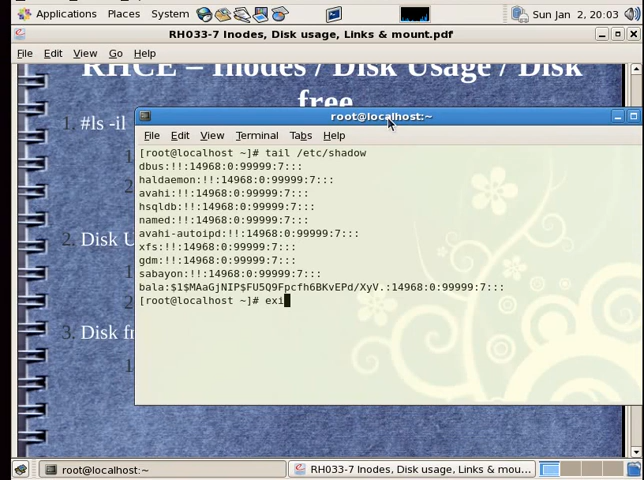 Applications Places System Sun Jan 2, 20:03
RH033-7 Inodes, Disk usage, Links & mount.pdf
File Edit View Go Help
RHCE – Inodes / Disk Usage / Disk
free
1. #ls -il
2. Disk U
3. Disk fr
root@localhost:~
File Edit View Terminal Tabs Help
[root@localhost ~]# tail /etc/shadow
dbus:!!:14968:0:99999:7:::
haldaemon:!!:14968:0:99999:7:::
avahi:!!:14968:0:99999:7:::
hsqldb:!!:14968:0:99999:7:::
named:!!:14968:0:99999:7:::
avahi-autoipd:!!:14968:0:99999:7:::
xfs:!!:14968:0:99999:7:::
gdm:!!:14968:0:99999:7:::
sabayon:!!:14968:0:99999:7:::
bala:$1$MAaGjNIP$FU5Q9Fpcfh6BKvEPd/XyV.:14968:0:99999:7:::
[root@localhost ~]# exi
root@localhost:~ RH033-7 Inodes, Disk usage, Links & mou...